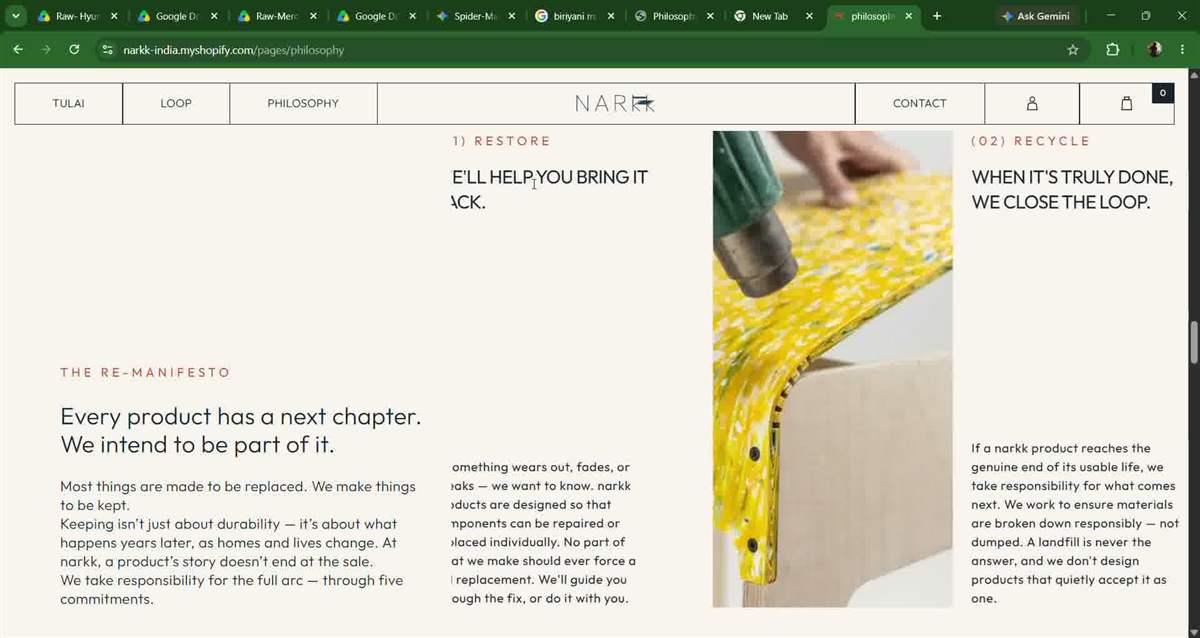 Raw- Hyu
Google Dr
Raw-Merc
Google Dr
Spider-Ma
biriyani m
Philosoph
New Tab
philosoph
Ask Gemini
narkk-india.myshopify.com/pages/philosophy
TULAI
LOOP
PHILOSOPHY
NARKK
CONTACT
0
THE RE-MANIFESTO
Every product has a next chapter.
We intend to be part of it.
Most things are made to be replaced. We make things
to be kept.
Keeping isn't just about durability — it's about what
happens years later, as homes and lives change. At
narkk, a product's story doesn't end at the sale.
We take responsibility for the full arc — through five
commitments.
1) RESTORE
E'LL HELP YOU BRING IT
ACK.
omething wears out, fades, or
eaks — we want to know. narkk
oducts are designed so that
mponents can be repaired or
placed individually. No part of
at we make should ever force a
l replacement. We'll guide you
ough the fix, or do it with you.
(02) RECYCLE
WHEN IT'S TRULY DONE,
WE CLOSE THE LOOP.
If a narkk product reaches the
genuine end of its usable life, we
take responsibility for what comes
next. We work to ensure materials
are broken down responsibly — not
dumped. A landfill is never the
answer, and we don't design
products that quietly accept it as
one.